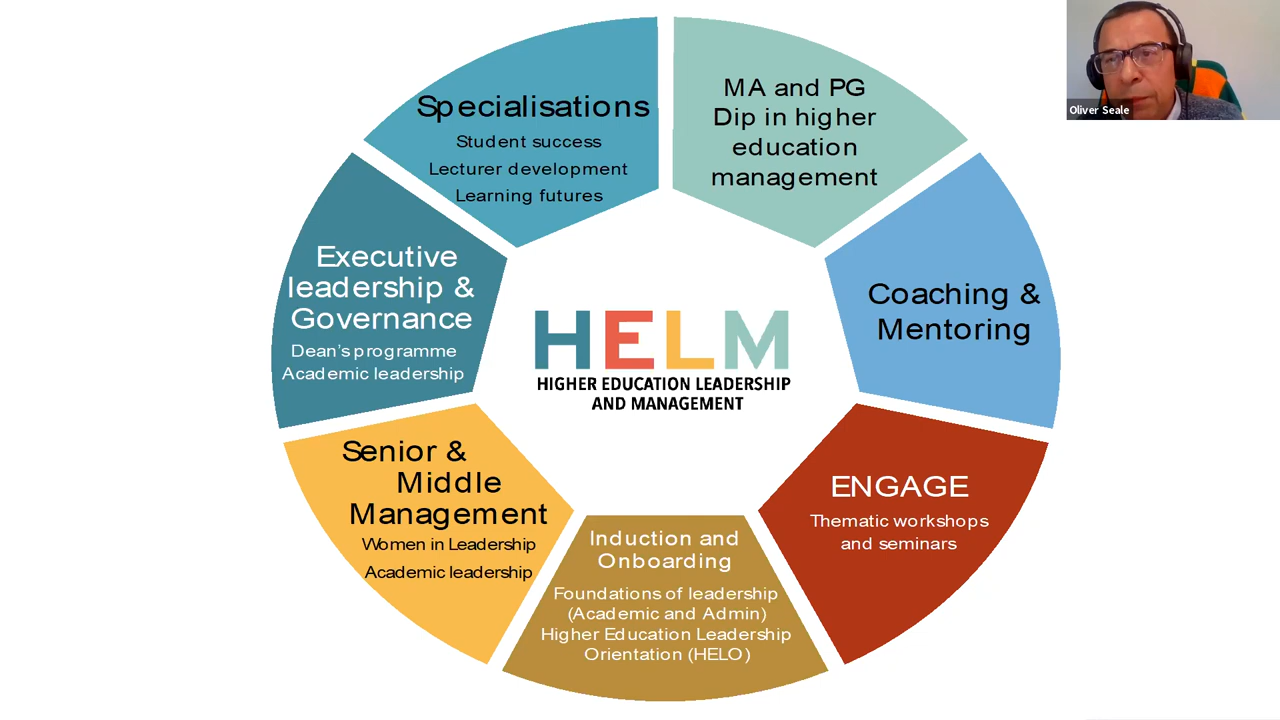 Specialisations
Student success
Lecturer development
Learning futures
MA and PG
Dip in higher
education
management
Oliver Seale
Executive
leadership &
Governance
Dean's programme
Academic leadership
HELM
HIGHER EDUCATION LEADERSHIP
AND MANAGEMENT
Coaching &
Mentoring
Senior &
Middle
Management
Women in Leadership
Academic leadership
Induction and
Onboarding
Foundations of leadership
(Academic and Admin)
Higher Education Leadership
Orientation (HELO)
ENGAGE
Thematic workshops
and seminars